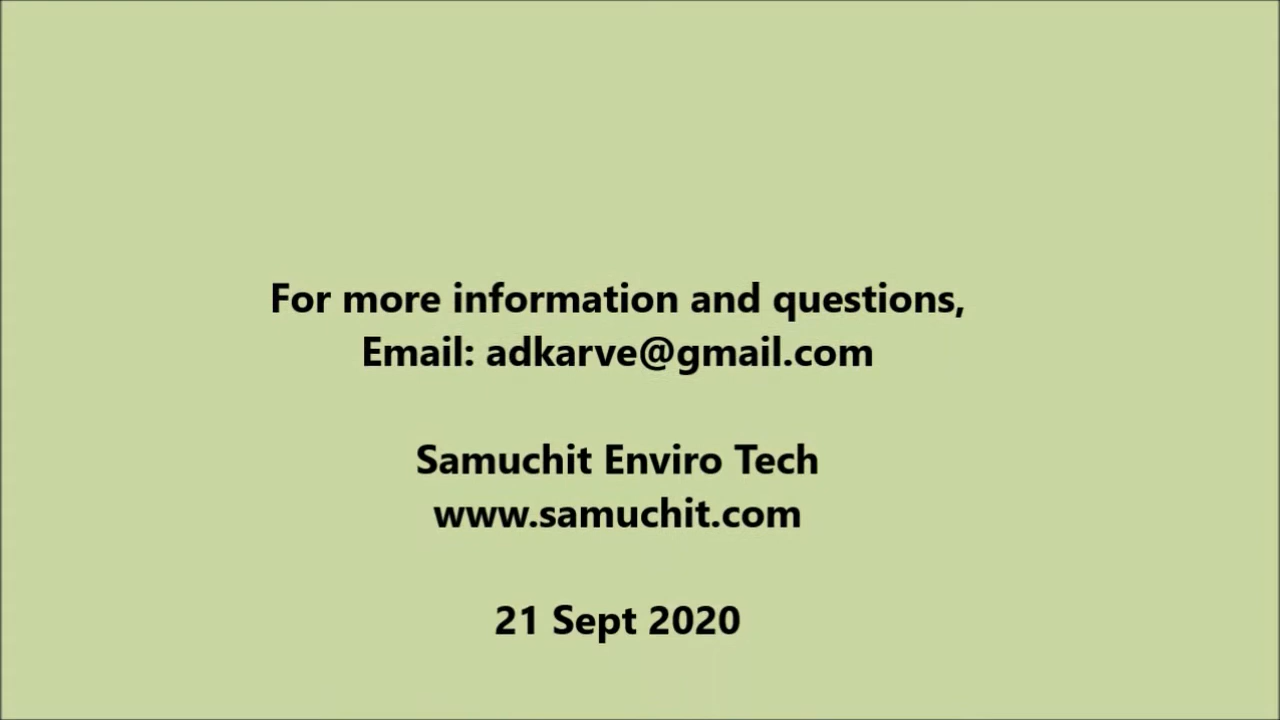 For more information and questions,
Email: adkarve@gmail.com
Samuchit Enviro Tech
www.samuchit.com
21 Sept 2020